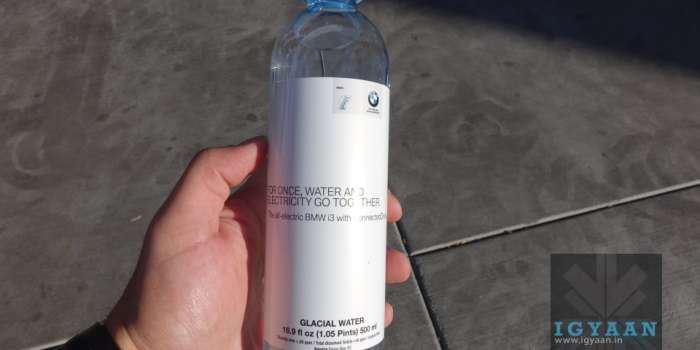 FOR ONCE, WATER AND
ELECTRICITY GO TOGETHER.
The all-electric BMW i3 with ConnectedDrive
GLACIAL WATER
16.9 fl oz (1.05 Pints) 500 ml
IGYAAN
www.igyaan.in